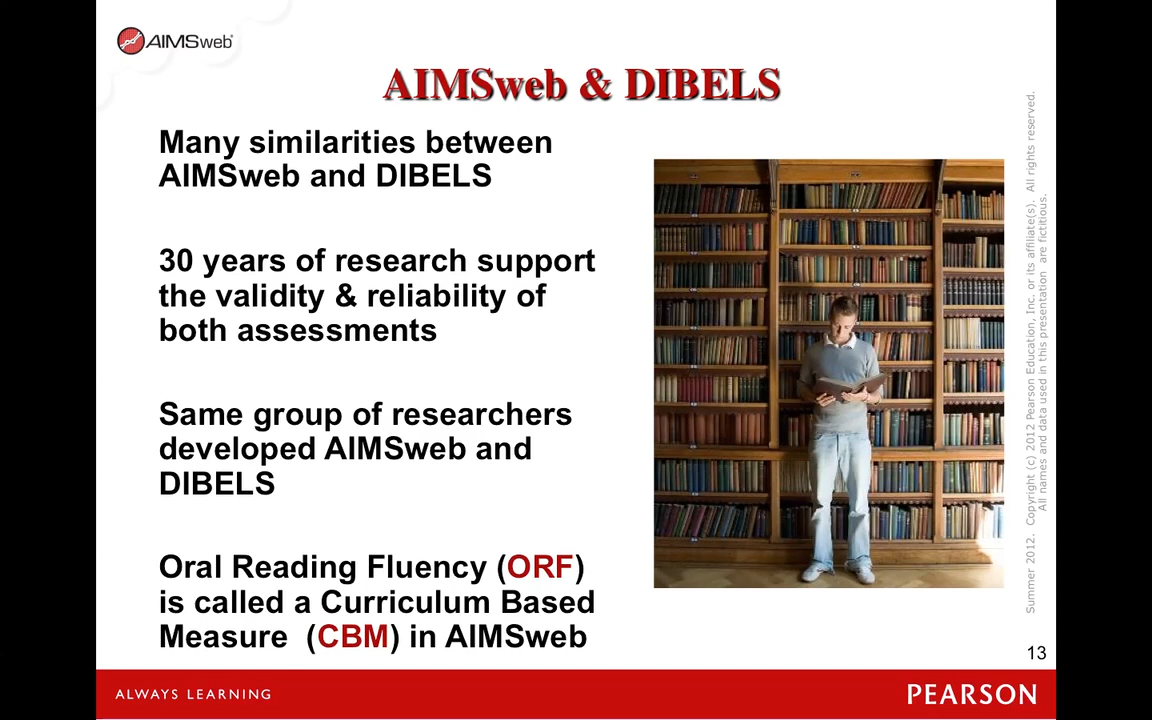 AIMSweb
AIMSweb & DIBELS
Many similarities between
AIMSweb and DIBELS
30 years of research support
the validity & reliability of
both assessments
Same group of researchers
developed AIMSweb and
DIBELS
Oral Reading Fluency (ORF)
is called a Curriculum Based
Measure (CBM) in AIMSweb
Summer 2012. Copyright (c) 2012 Pearson Education, Inc. or its affiliate(s). All rights reserved.
All names and data used in this presentation are fictitious.
13
ALWAYS LEARNING
PEARSON